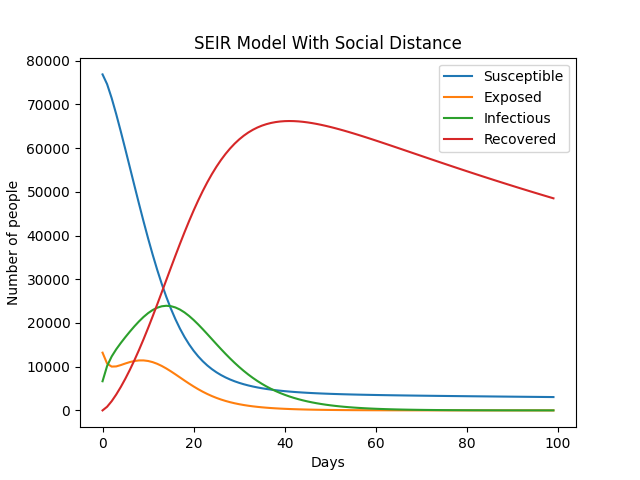 SEIR Model With Social Distance
80000
70000
60000
50000
40000
30000
20000
10000
0
Number of people
Susceptible
Exposed
Infectious
Recovered
0 20 40 60 80 100
Days